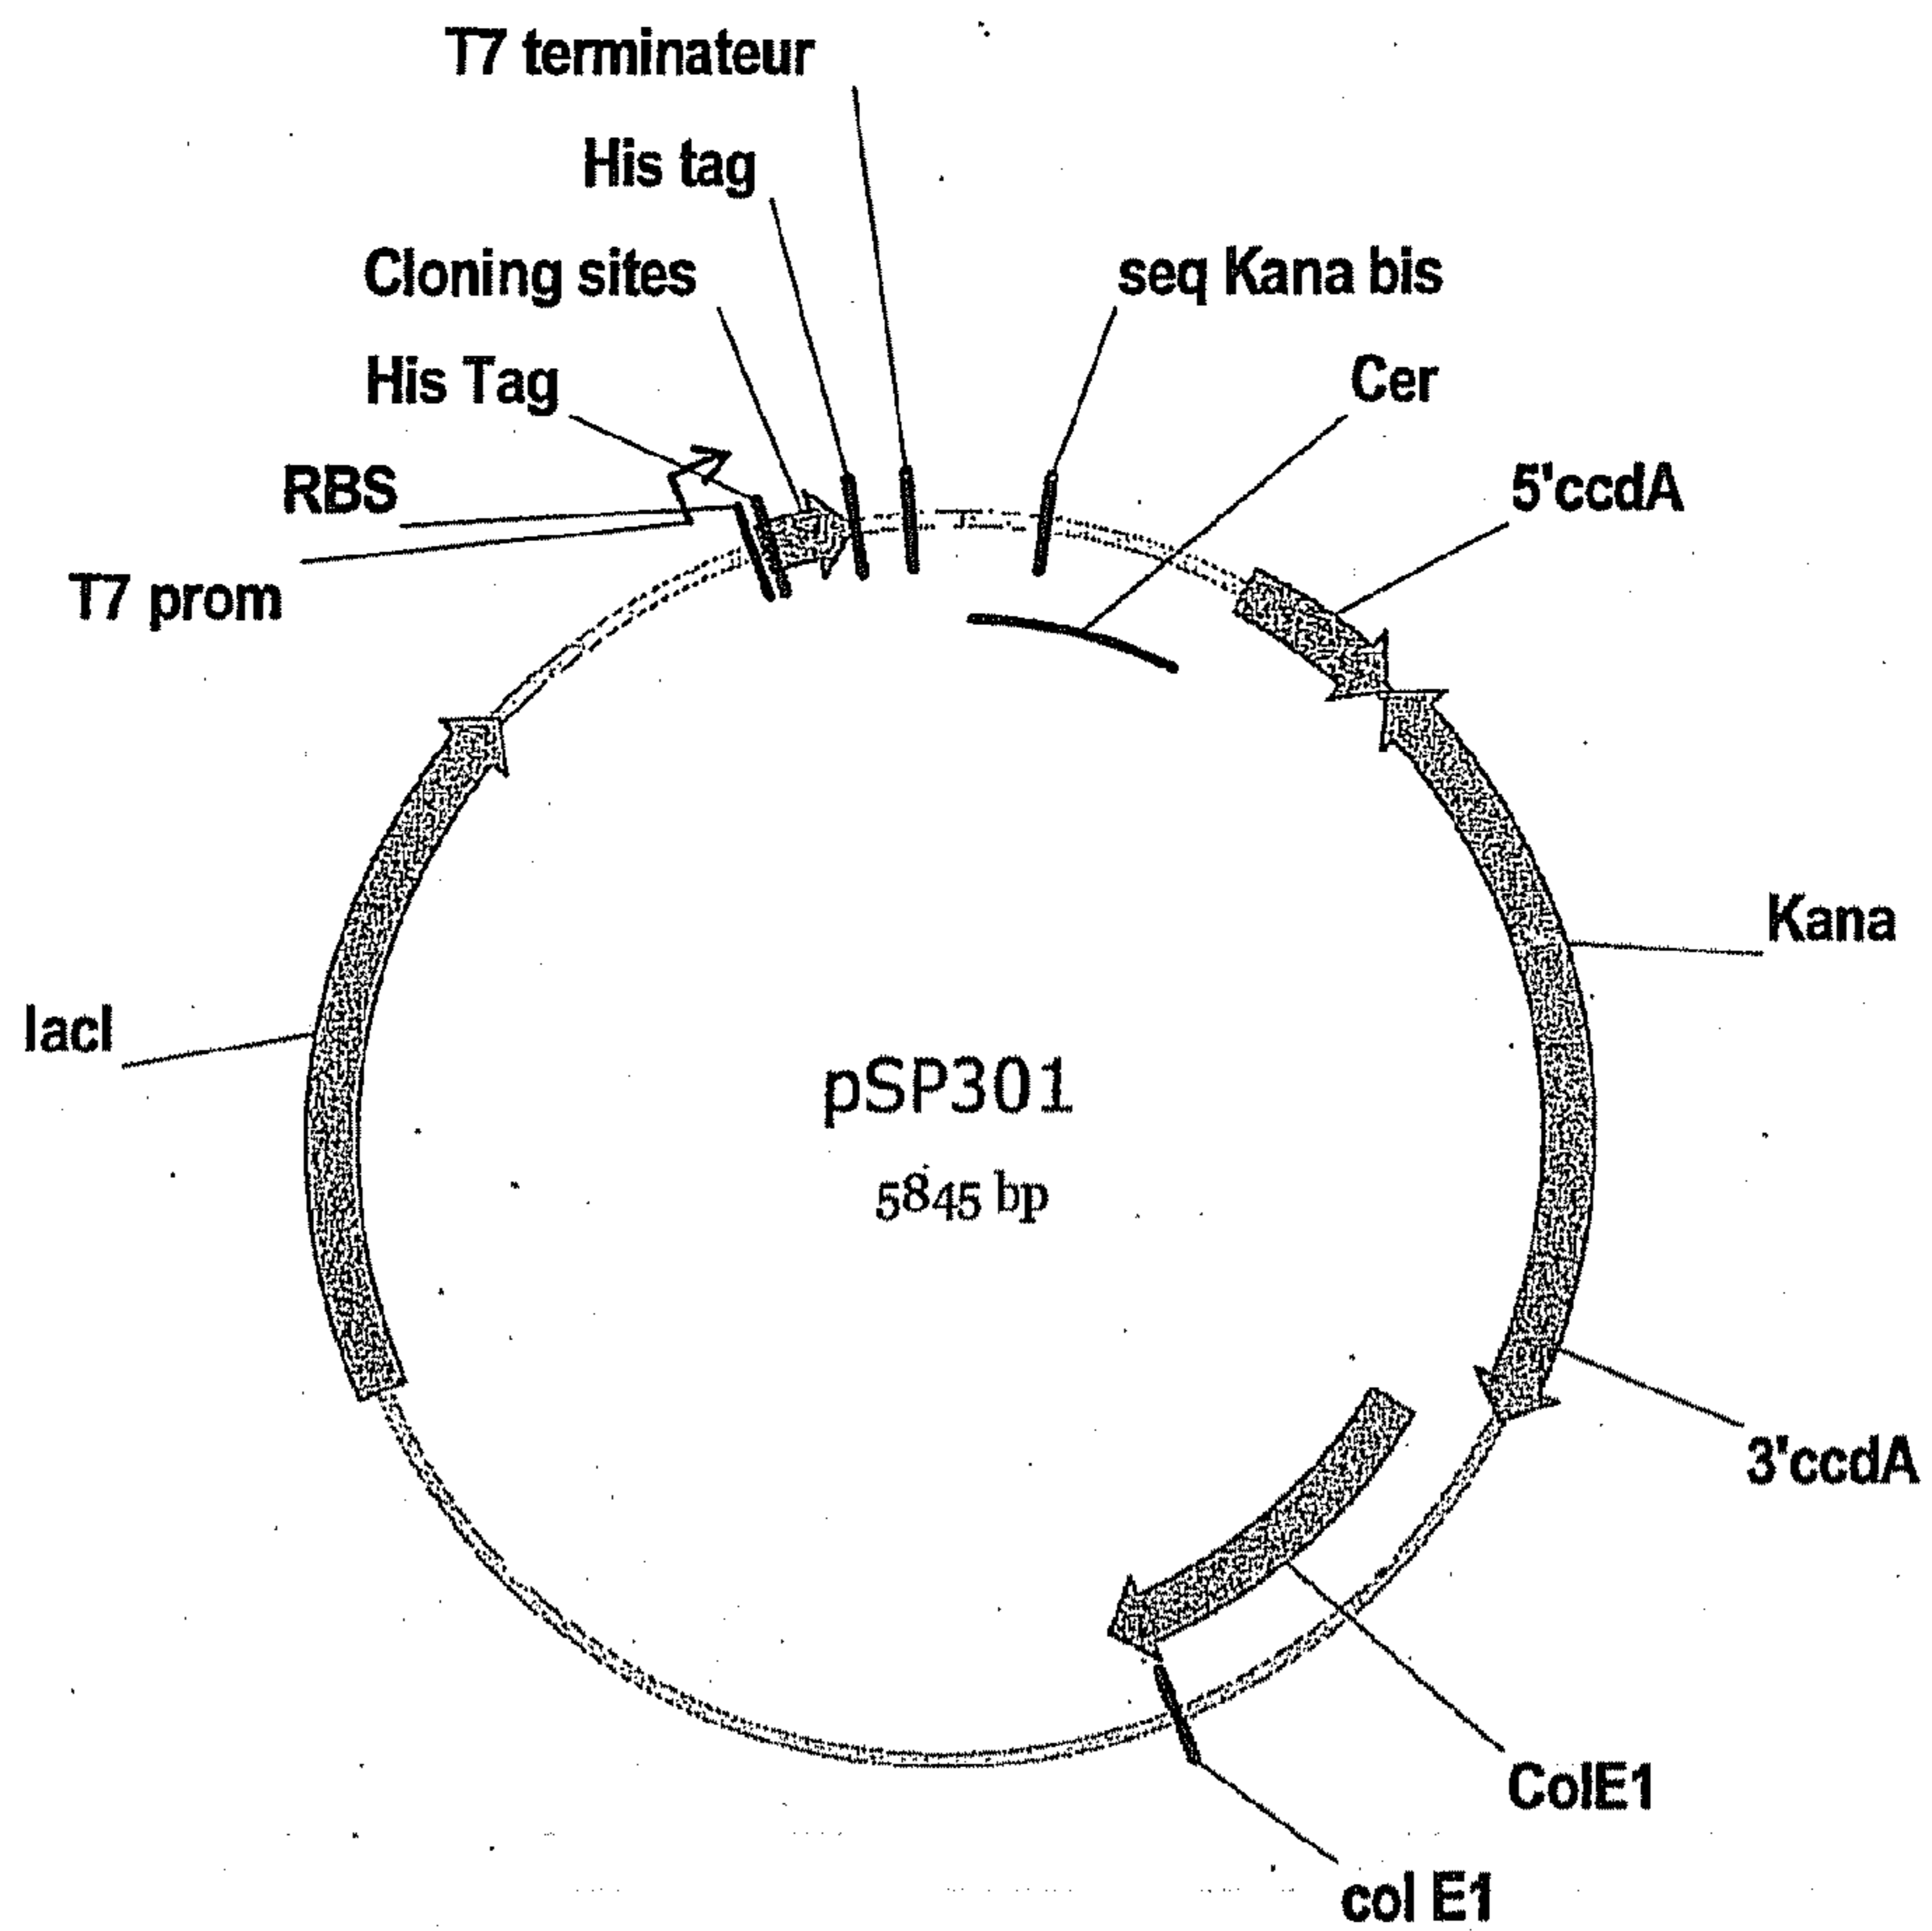 T7 terminateur
His tag
Cloning sites
seq Kana bis
His Tag
Cer
RBS
5'ccdA
T7 prom
Kana
lacI
pSP301
5845 bp
3'ccdA
ColE1
col E1